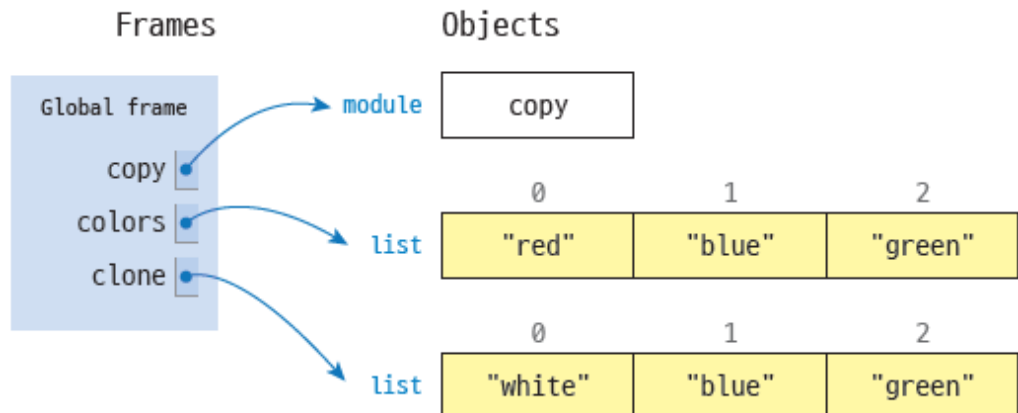 Frames Objects
Global frame
module copy
copy
0 1 2
colors
list "red" "blue" "green"
clone
0 1 2
list "white" "blue" "green"